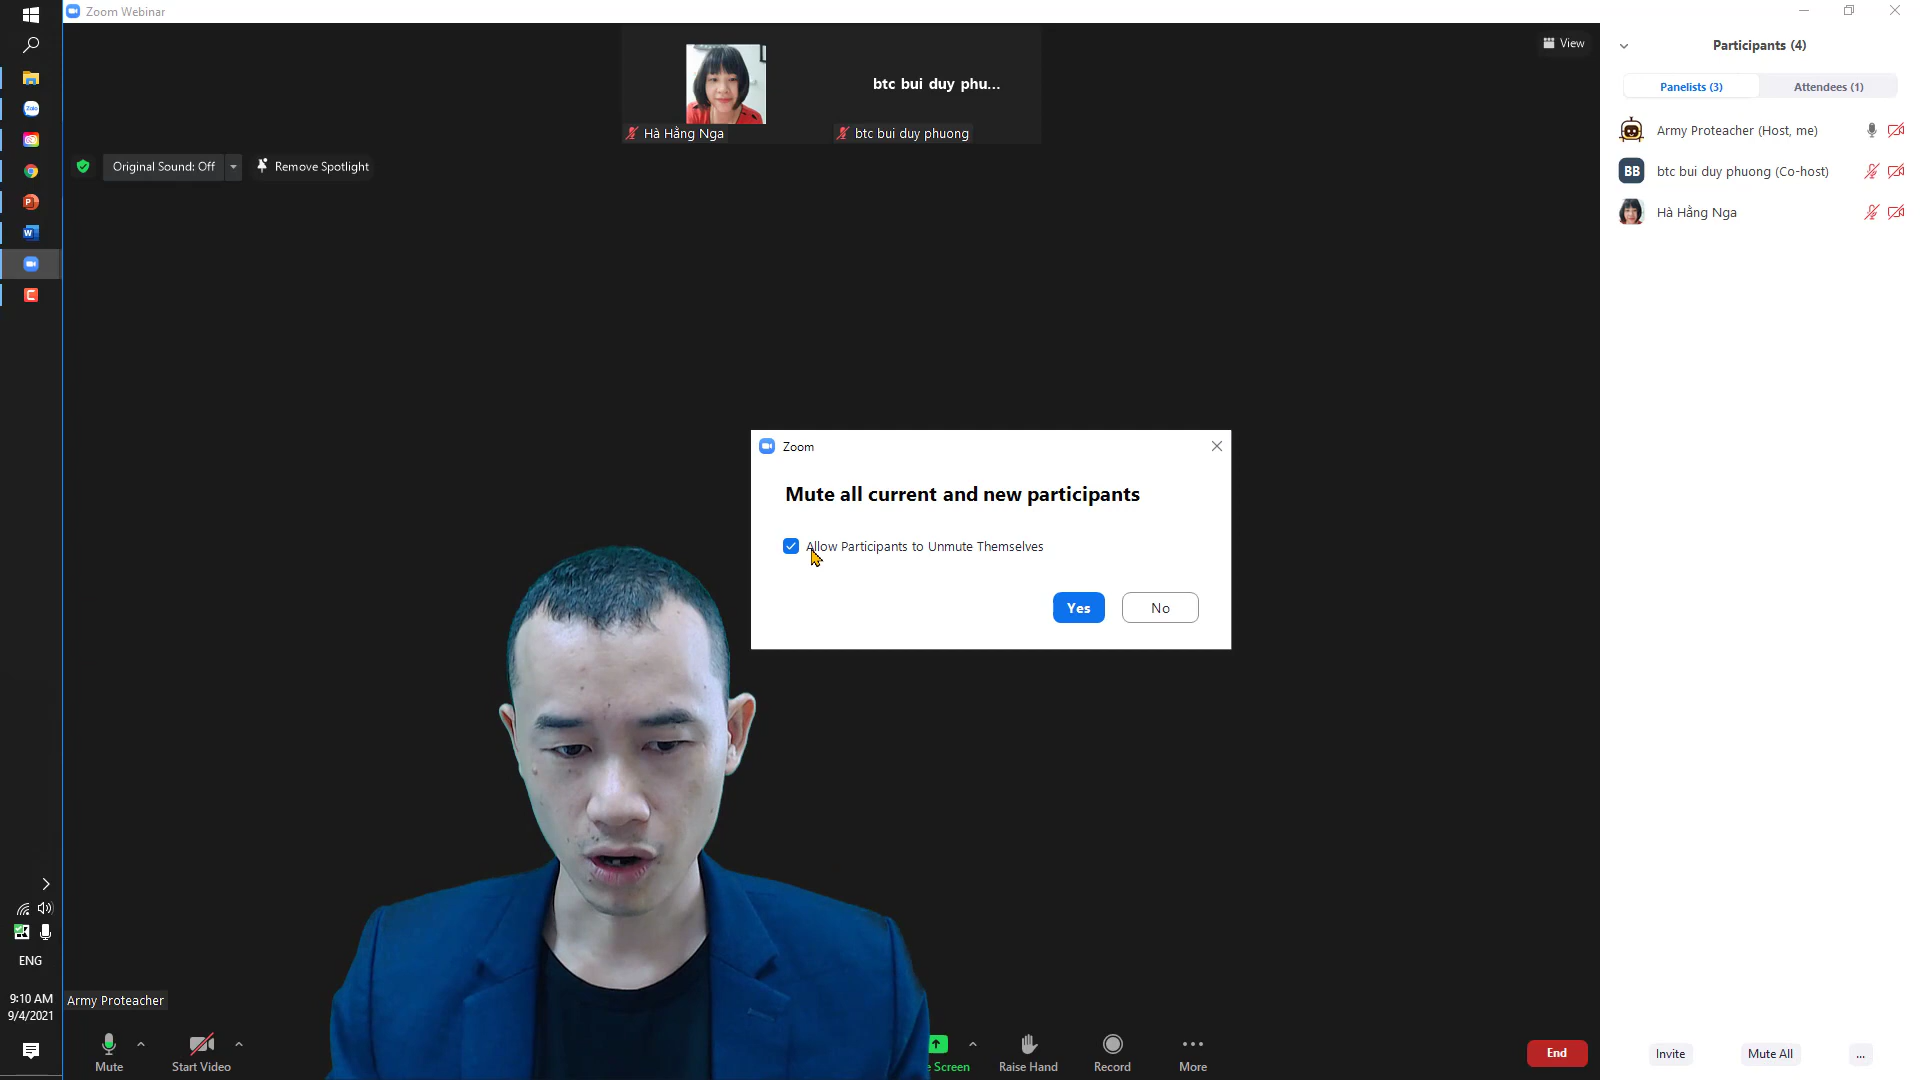 Zoom Webinar
View
btc bui duy phu...
Hà Hằng Nga
btc bui duy phuong
Original Sound: Off
Remove Spotlight
Participants (4)
Panelists (3)
Attendees (1)
Army Proteacher (Host, me)
BB
btc bui duy phuong (Co-host)
Hà Hằng Nga
Zalo
Zoom
Mute all current and new participants
Allow Participants to Unmute Themselves
Yes
No
ENG
9:10 AM
9/4/2021
Army Proteacher
Mute
Start Video
e Screen
Raise Hand
Record
More
End
Invite
Mute All
...